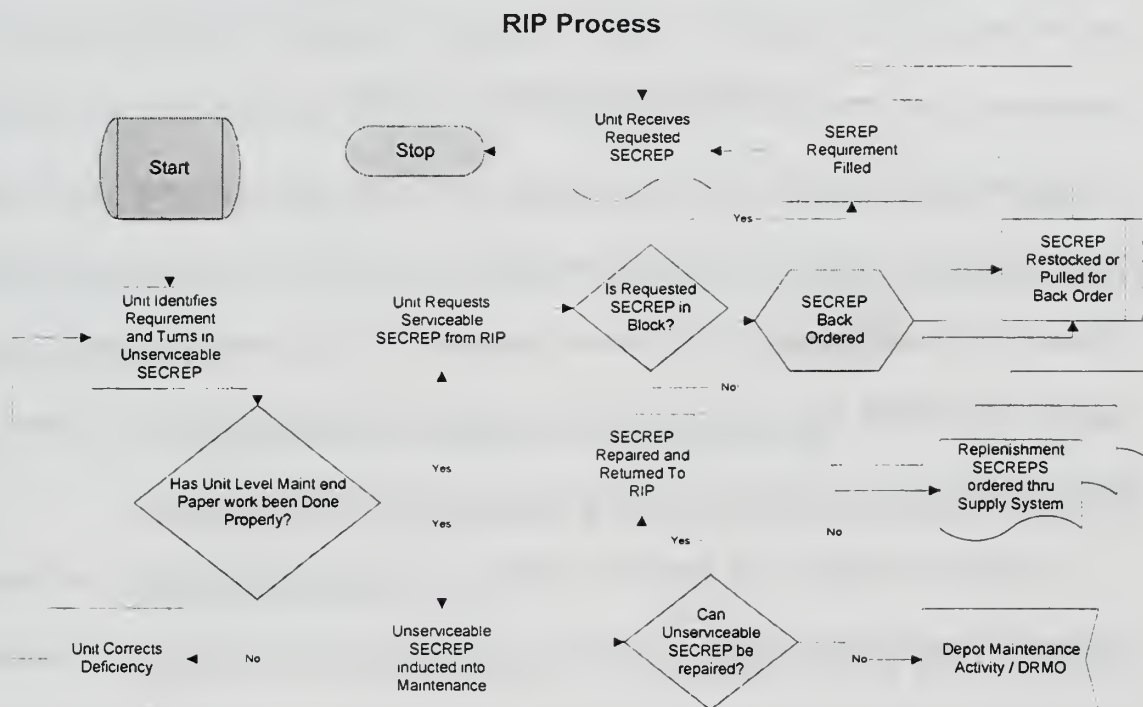 RIP Process
Start
Stop
Unit Receives
Requested
SECREP
SEREP
Requirement
Filled
Yes
SECREP
Restocked or
Pulled for
Back Order
Unit Identifies
Requirement
and Turns in
Unserviceable
SECREP
Unit Requests
Serviceable
SECREP from RIP
Is Requested
SECREP in
Block?
SECREP
Back
Ordered
No
Has Unit Level Maint end
Paper work been Done
Properly?
Yes
Yes
SECREP
Repaired and
Returned To
RIP
Replenishment
SECREPS
ordered thru
Supply System
No
Yes
Unit Corrects
Deficiency
No
Unserviceable
SECREP
inducted into
Maintenance
Can
Unserviceable
SECREP be
repaired?
No
Depot Maintenance
Activity / DRMO